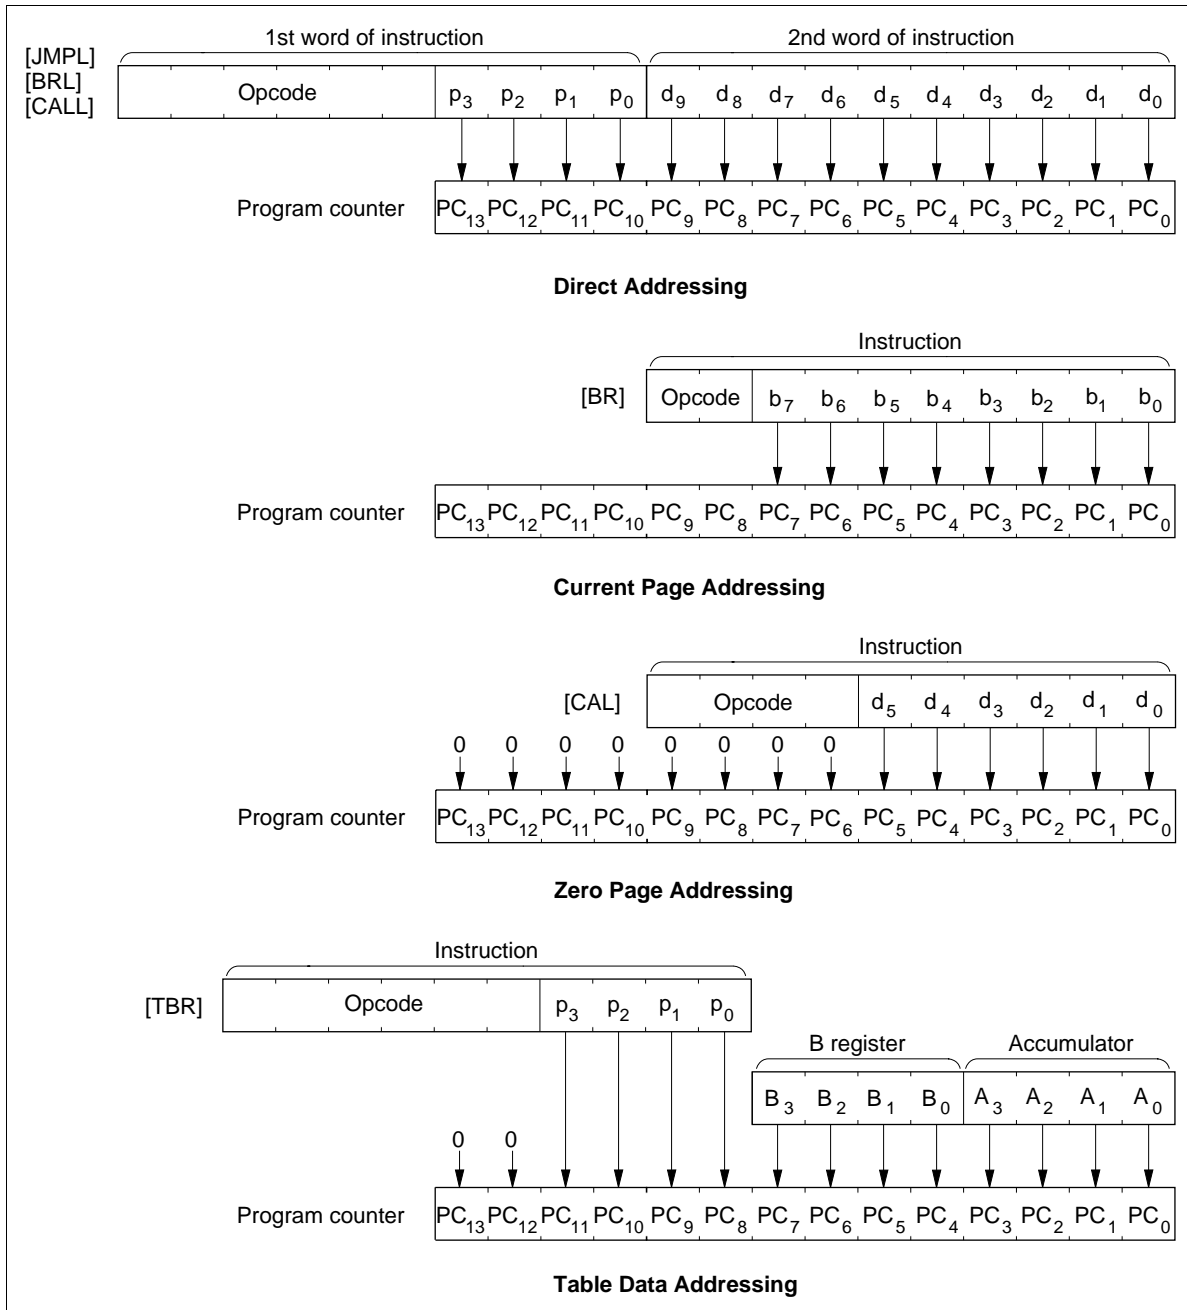 1st word of instruction 2nd word of instruction
[JMPL]
[BRL]
[CALL]
Opcode p3 p2 p1 p0 d9 d8 d7 d6 d5 d4 d3 d2 d1 d0
Program counter PC13 PC12 PC11 PC10 PC9 PC8 PC7 PC6 PC5 PC4 PC3 PC2 PC1 PC0
Direct Addressing
Instruction
[BR] Opcode b7 b6 b5 b4 b3 b2 b1 b0
Program counter PC13 PC12 PC11 PC10 PC9 PC8 PC7 PC6 PC5 PC4 PC3 PC2 PC1 PC0
Current Page Addressing
Instruction
[CAL] Opcode d5 d4 d3 d2 d1 d0
0 0 0 0 0 0 0 0
Program counter PC13 PC12 PC11 PC10 PC9 PC8 PC7 PC6 PC5 PC4 PC3 PC2 PC1 PC0
Zero Page Addressing
Instruction
[TBR] Opcode p3 p2 p1 p0
B register Accumulator
B3 B2 B1 B0 A3 A2 A1 A0
0 0
Program counter PC13 PC12 PC11 PC10 PC9 PC8 PC7 PC6 PC5 PC4 PC3 PC2 PC1 PC0
Table Data Addressing